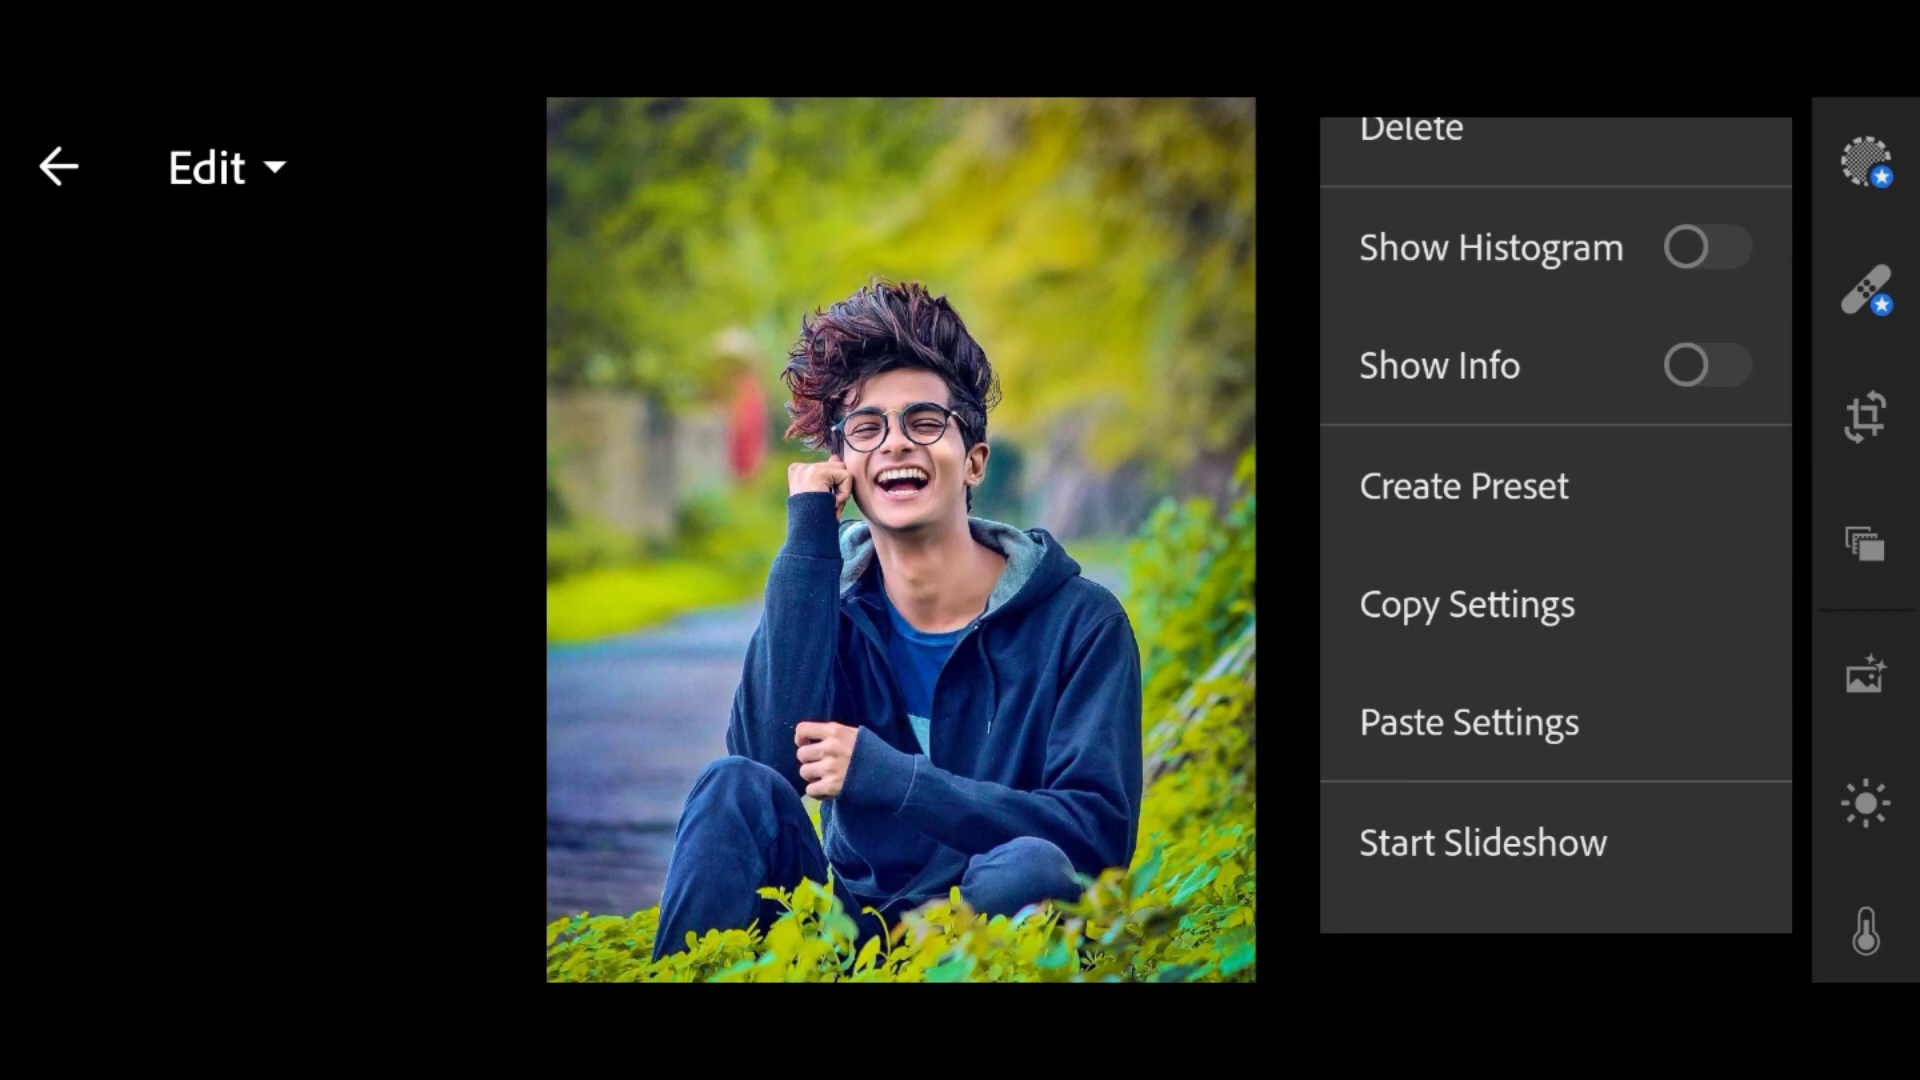 Edit
Delete
Show Histogram
Show Info
Create Preset
Copy Settings
Paste Settings
Start Slideshow